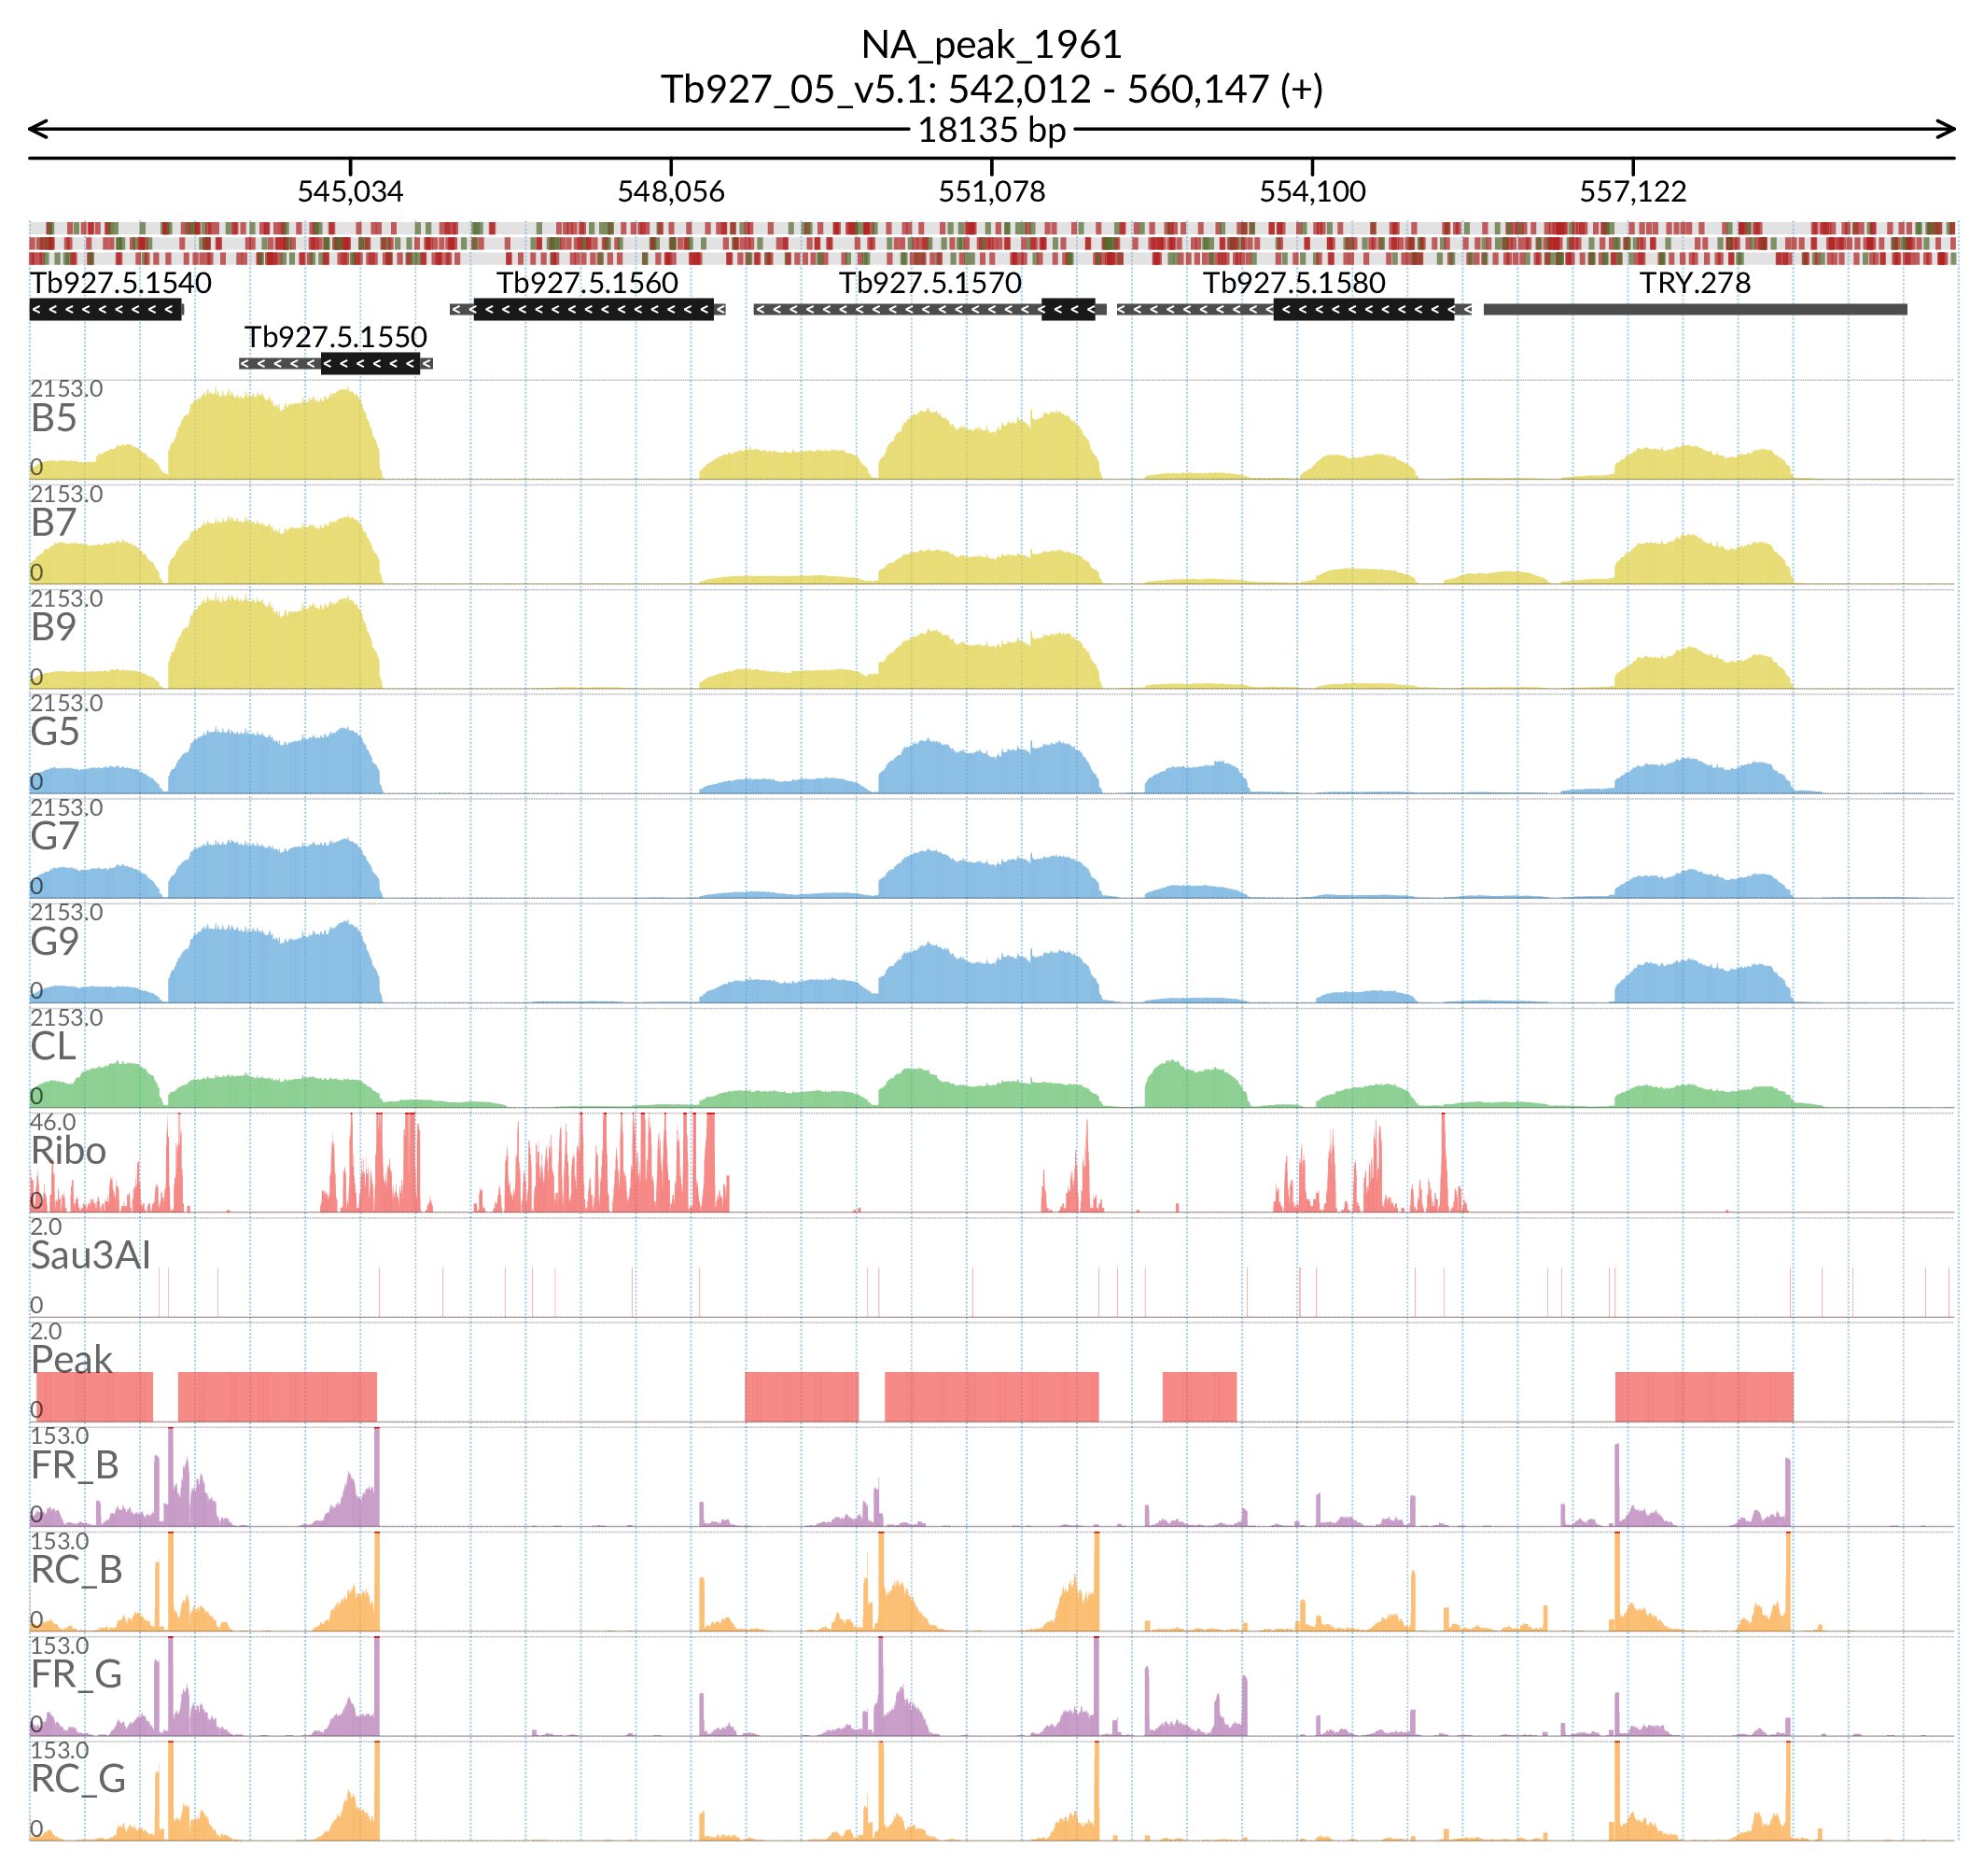 NA_peak_1961
Tb927_05_v5.1: 542,012 - 560,147 (+)
18135 bp
545,034 548,056 551,078 554,100 557,122
Tb927.5.1540 Tb927.5.1560 Tb927.5.1570 Tb927.5.1580 TRY.278
Tb927.5.1550
2153.0
B5
0
2153.0
B7
0
2153.0
B9
0
2153.0
G5
0
2153.0
G7
0
2153.0
G9
0
2153.0
CL
0
46.0
Ribo
0
2.0
Sau3AI
0
2.0
Peak
0
153.0
FR_B
0
153.0
RC_B
0
153.0
FR_G
0
153.0
RC_G
0